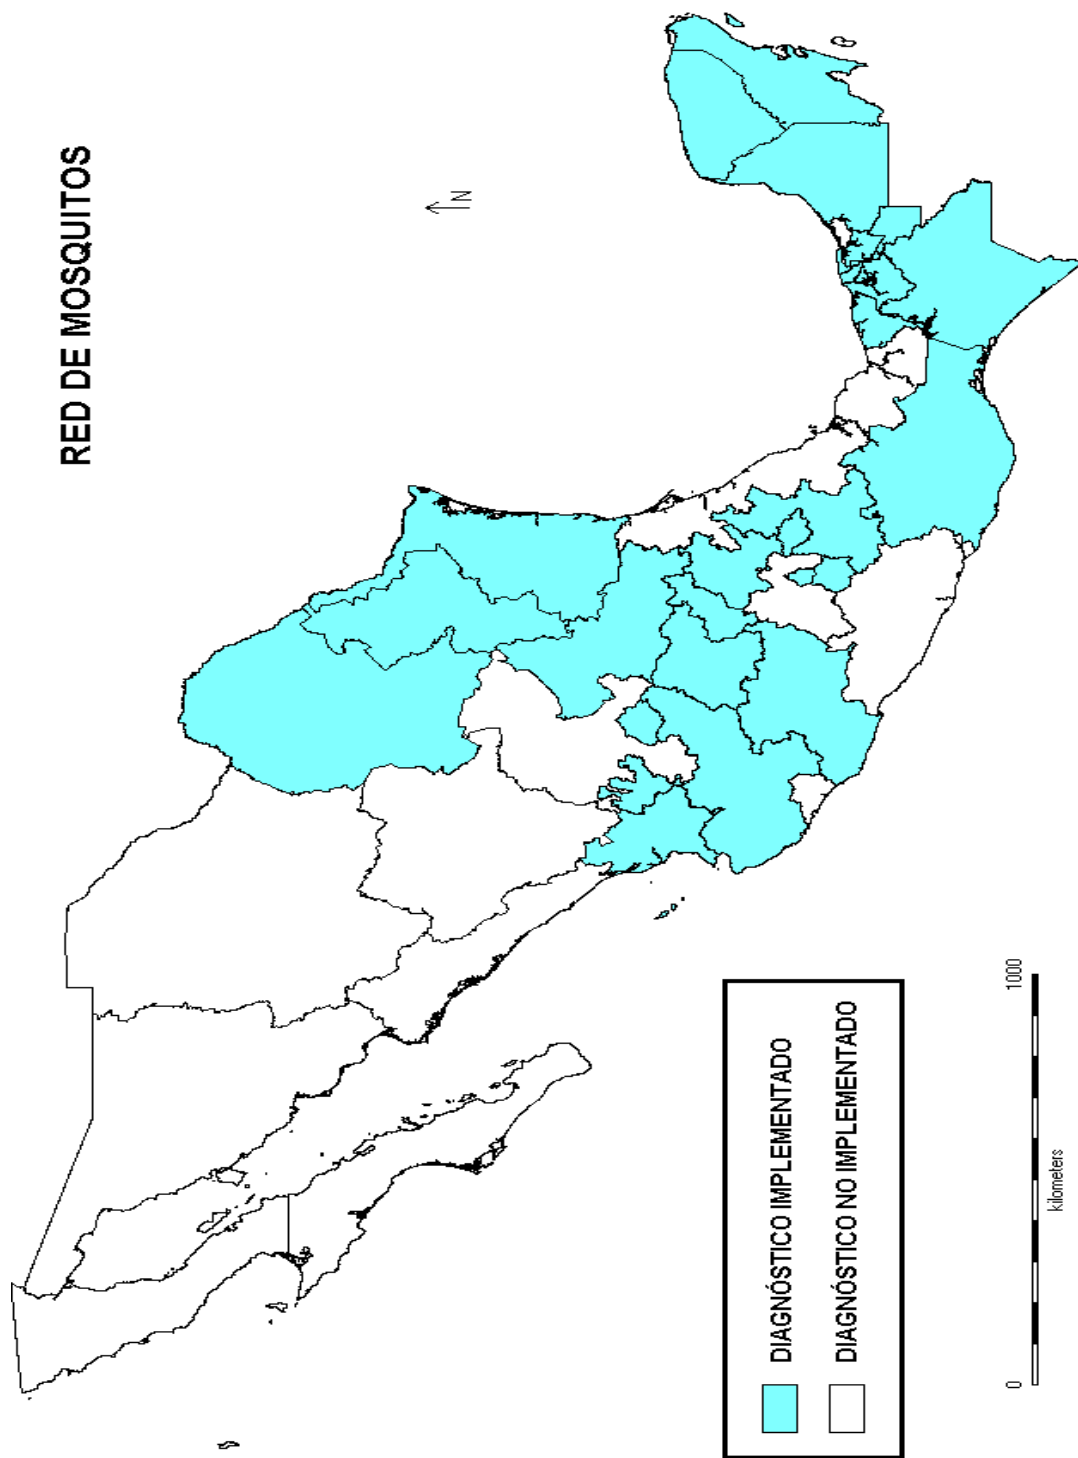 RED DE MOSQUITOS
N
DIAGNÓSTICO IMPLEMENTADO
DIAGNÓSTICO NO IMPLEMENTADO
0 1000
kilometers